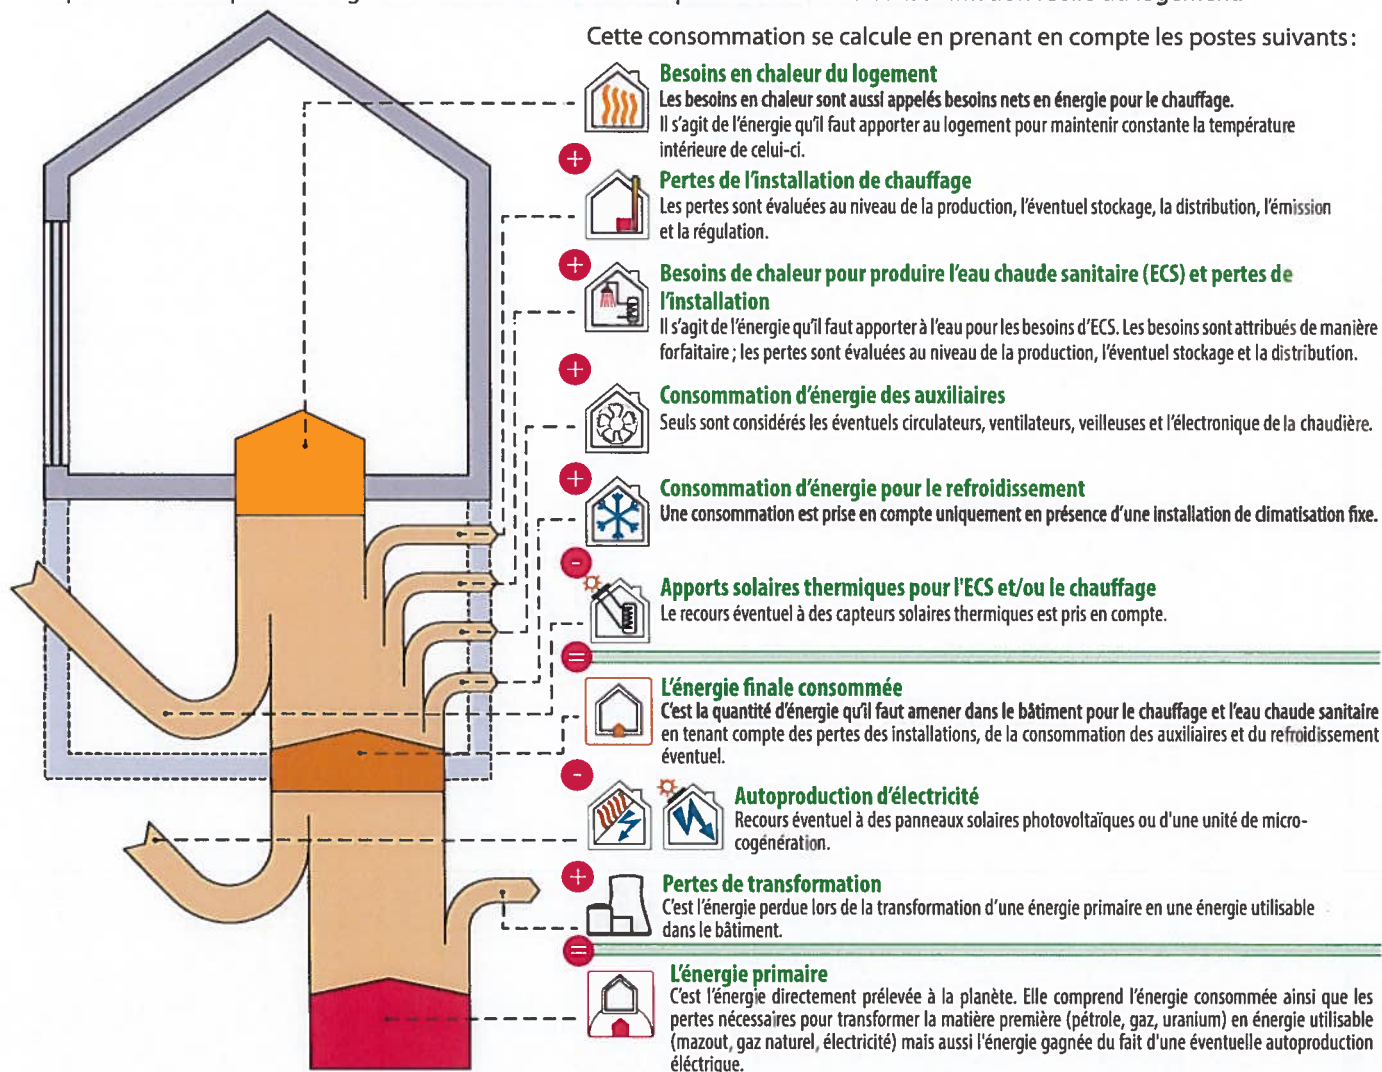 Cette consommation se calcule en prenant en compte les postes suivants :
Besoins en chaleur du logement
Les besoins en chaleur sont aussi appelés besoins nets en énergie pour le chauffage.
Il s'agit de l'énergie qu'il faut apporter au logement pour maintenir constante la température
intérieure de celui-ci.
+
Pertes de l'installation de chauffage
Les pertes sont évaluées au niveau de la production, l'éventuel stockage, la distribution, l'émission
et la régulation.
+
Besoins de chaleur pour produire l'eau chaude sanitaire (ECS) et pertes de
l'installation
Il s'agit de l'énergie qu'il faut apporter à l'eau pour les besoins d'ECS. Les besoins sont attribués de manière
forfaitaire ; les pertes sont évaluées au niveau de la production, l'éventuel stockage et la distribution.
+
Consommation d'énergie des auxiliaires
Seuls sont considérés les éventuels circulateurs, ventilateurs, veilleuses et l'électronique de la chaudière.
+
Consommation d'énergie pour le refroidissement
Une consommation est prise en compte uniquement en présence d'une installation de climatisation fixe.
-
Apports solaires thermiques pour l'ECS et/ou le chauffage
Le recours éventuel à des capteurs solaires thermiques est pris en compte.
=
L'énergie finale consommée
C'est la quantité d'énergie qu'il faut amener dans le bâtiment pour le chauffage et l'eau chaude sanitaire
en tenant compte des pertes des installations, de la consommation des auxiliaires et du refroidissement
éventuel.
-
Autoproduction d'électricité
Recours éventuel à des panneaux solaires photovoltaïques ou d'une unité de micro-
cogénération.
+
Pertes de transformation
C'est l'énergie perdue lors de la transformation d'une énergie primaire en une énergie utilisable
dans le bâtiment.
=
L'énergie primaire
C'est l'énergie directement prélevée à la planète. Elle comprend l'énergie consommée ainsi que les
pertes nécessaires pour transformer la matière première (pétrole, gaz, uranium) en énergie utilisable
(mazout, gaz naturel, électricité) mais aussi l'énergie gagnée du fait d'une éventuelle autoproduction
éléctrique.